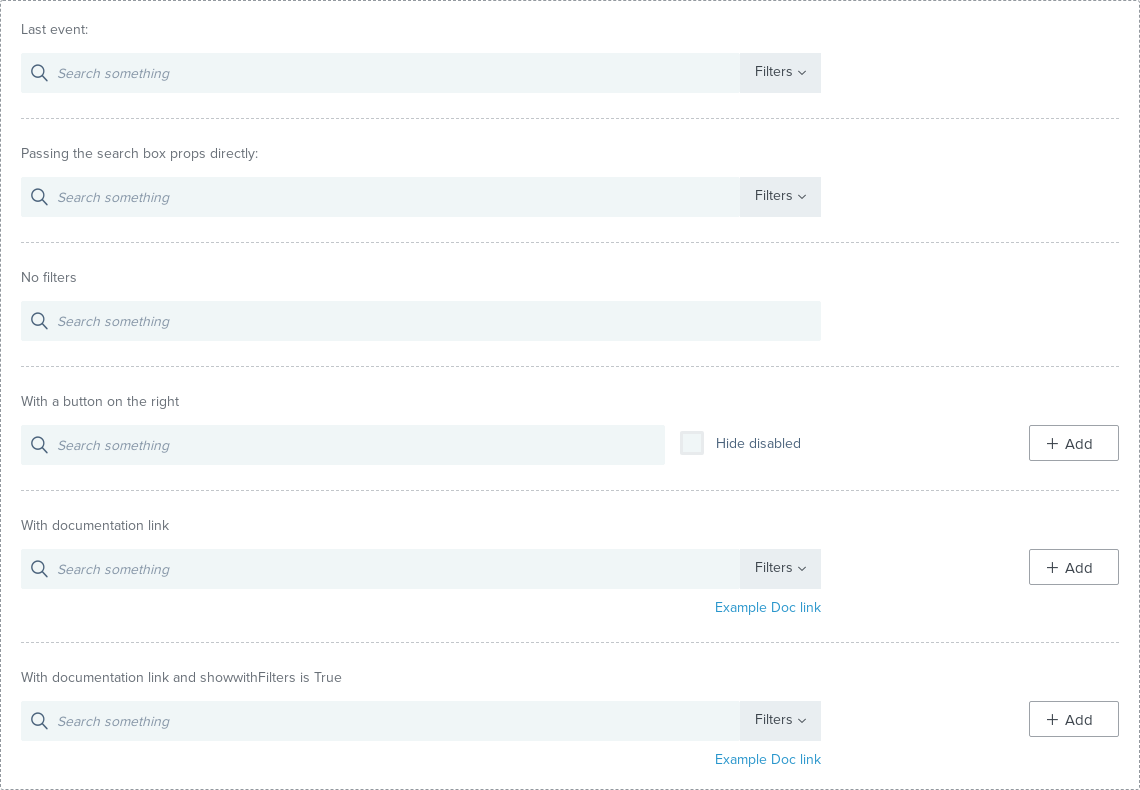 Last event:
Search something Filters
Passing the search box props directly:
Search something Filters
No filters
Search something
With a button on the right
Search something Hide disabled + Add
With documentation link
Search something Filters + Add
Example Doc link
With documentation link and showwithFilters is True
Search something Filters + Add
Example Doc link